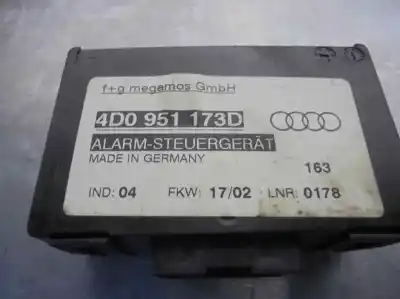 f+g megamos GmbH
4D0 951 173D
ALARM-STEUERGERÄT
MADE IN GERMANY
163
IND: 04 FKW: 17/02 LNR: 0178